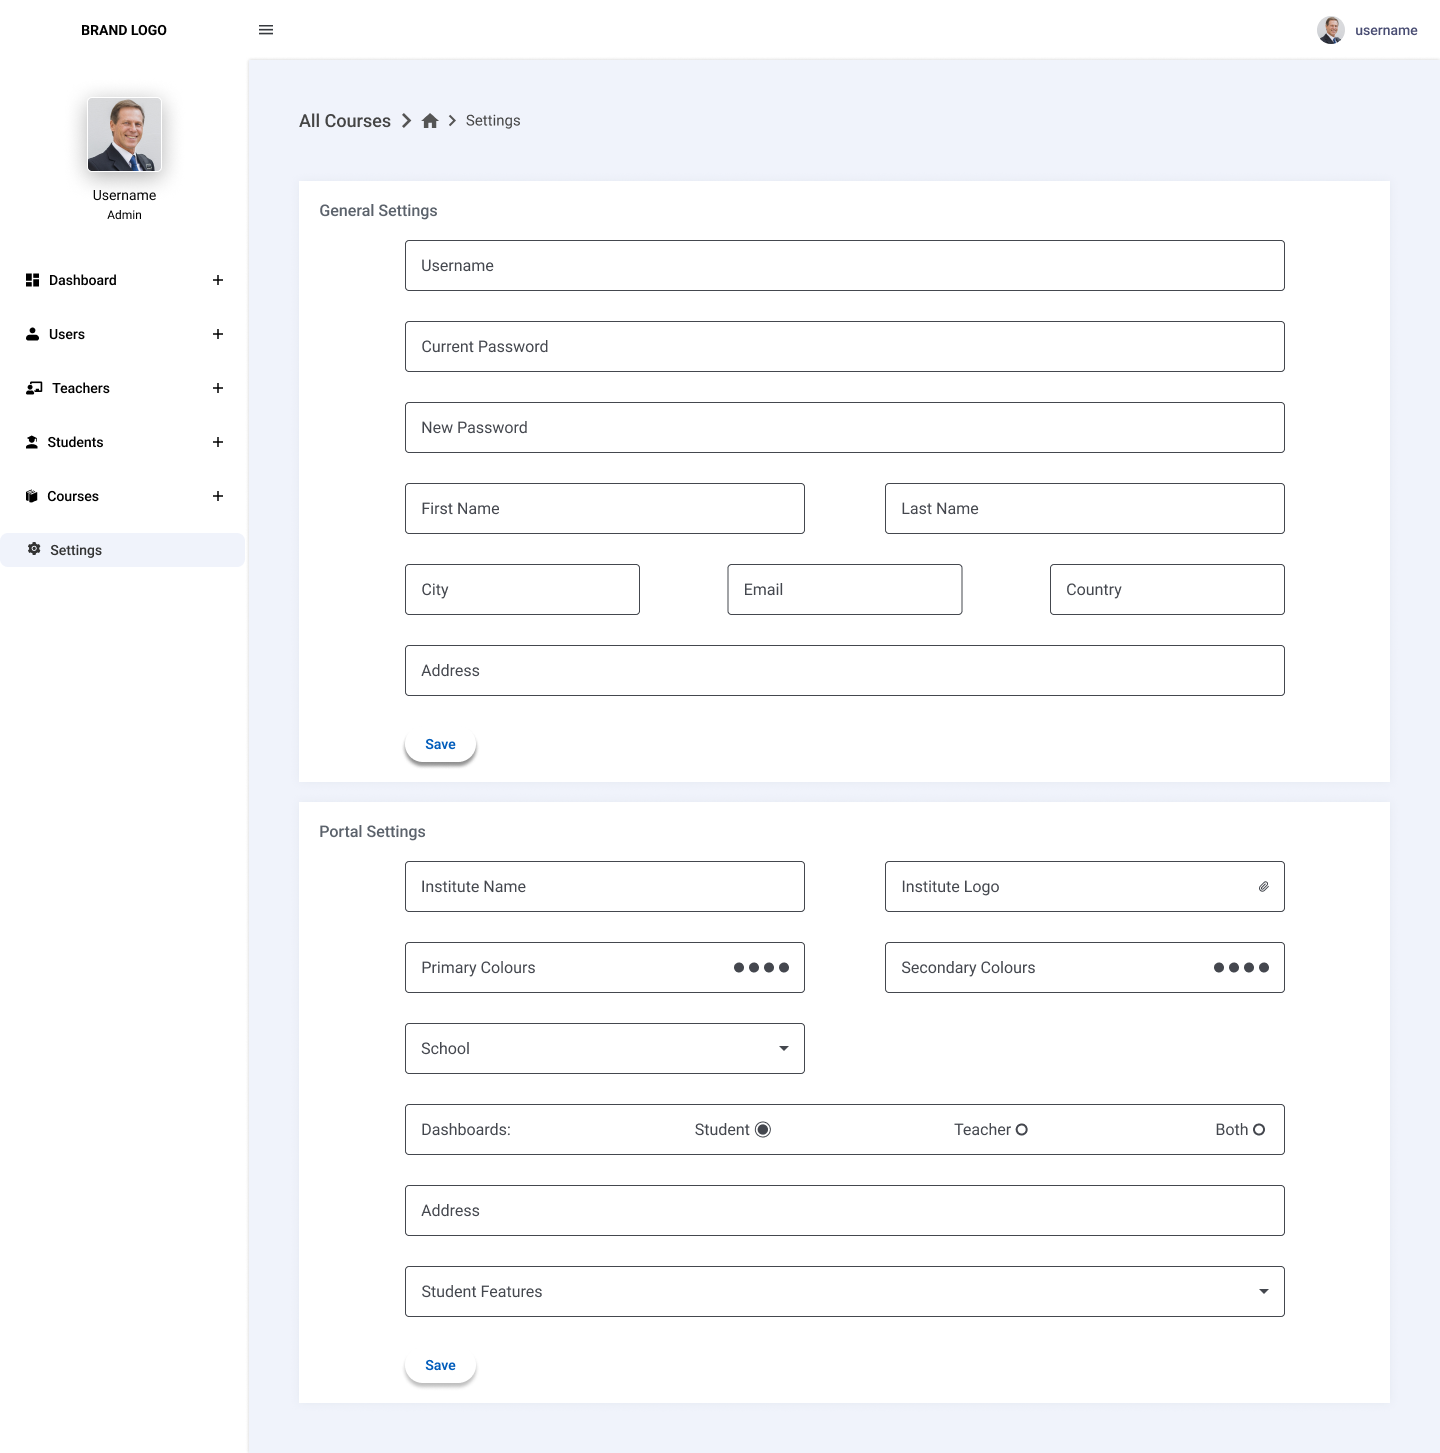 BRAND LOGO
username
Username
Admin
Dashboard
Users
Teachers
Students
Courses
Settings
All Courses
Settings
General Settings
Username
Current Password
New Password
First Name
Last Name
City
Email
Country
Address
Save
Portal Settings
Institute Name
Institute Logo
Primary Colours
Secondary Colours
School
Dashboards:
Student
Teacher
Both
Address
Student Features
Save